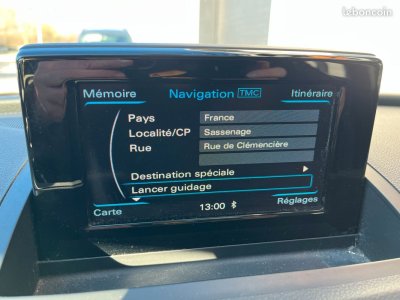 leboncoin
Mémoire Navigation TMC Itinéraire
Pays France
Localité/CP Sassenage
Rue Rue de Clémencière
Destination spéciale
Lancer guidage
Carte 13:00 Réglages